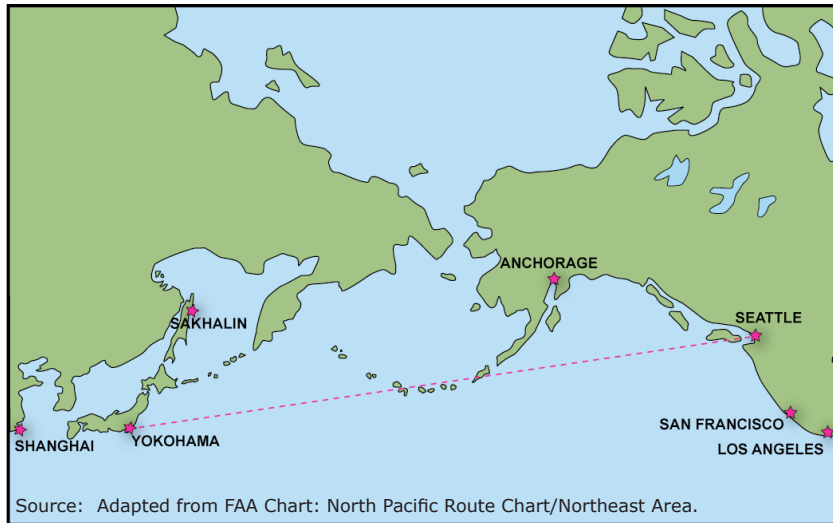 ANCHORAGE
SAKHALIN
SEATTLE
SAN FRANCISCO
SHANGHAI
YOKOHAMA
LOS ANGELES
Source: Adapted from FAA Chart: North Pacific Route Chart/Northeast Area.